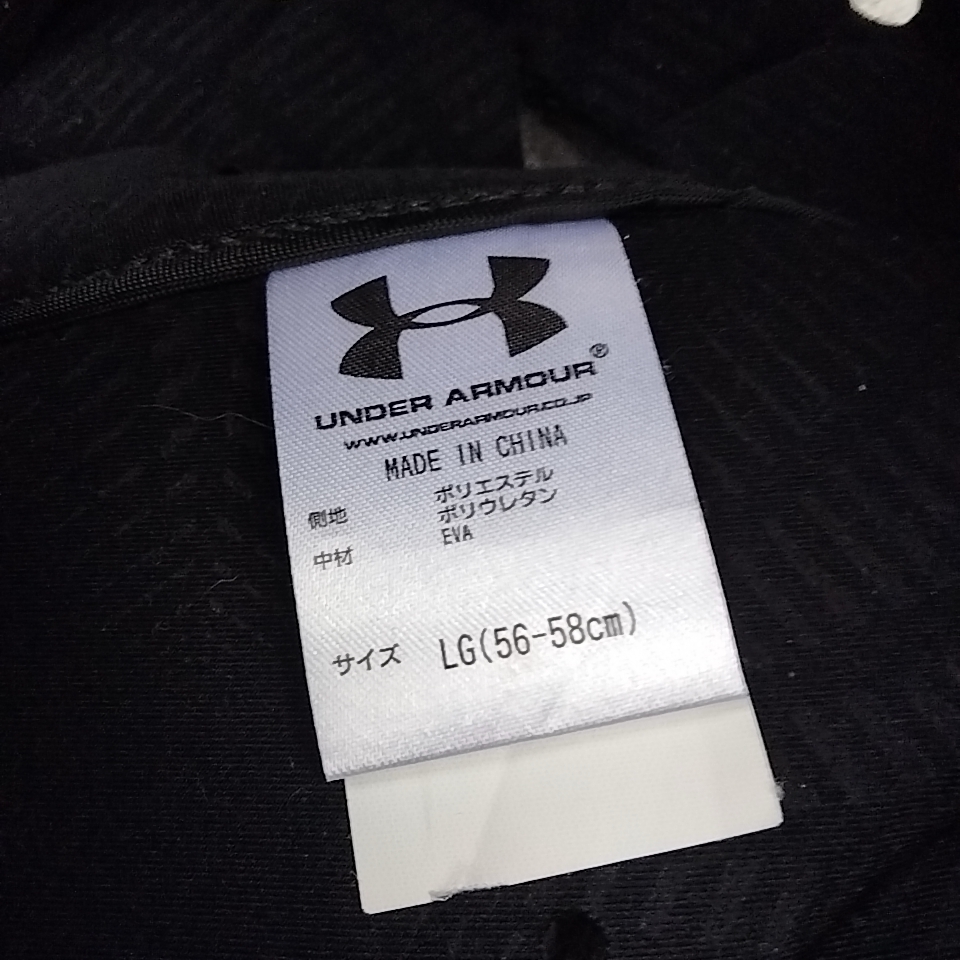 UNDER ARMOUR®
WWW.UNDERARMOUR.CO.JP
MADE IN CHINA
側地 ポリエステル
ポリウレタン
中材 EVA
サイズ LG(56-58cm)